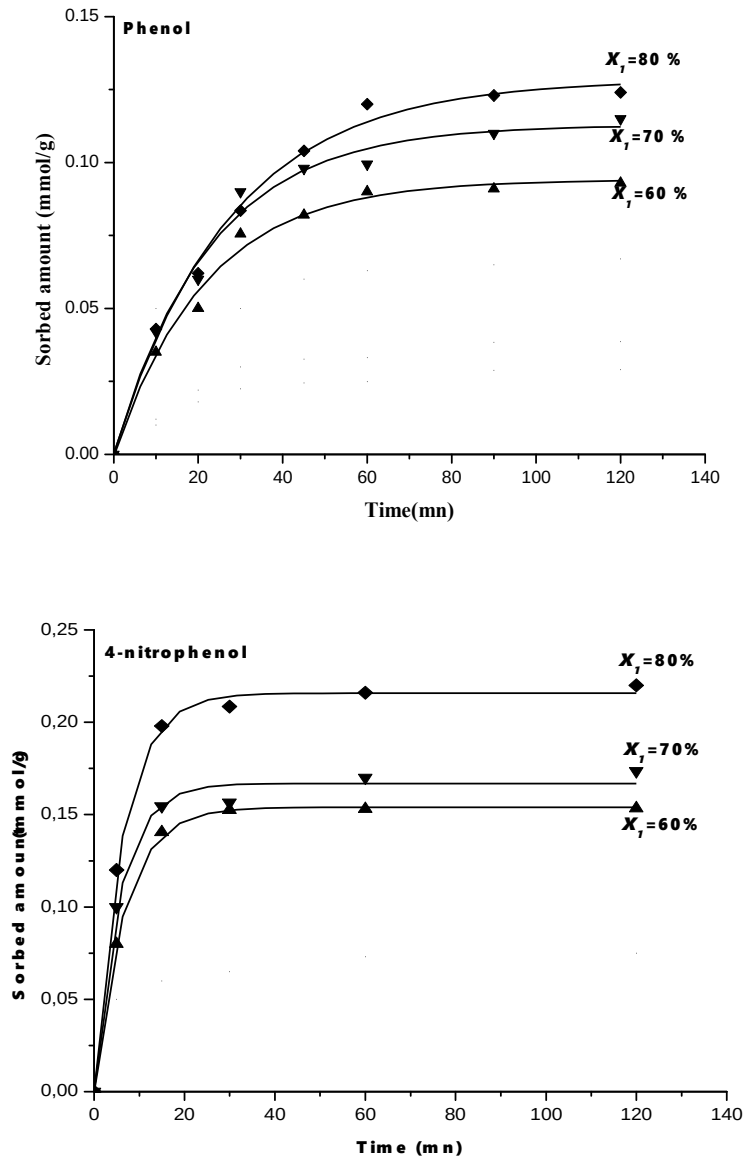 Phenol
0.15
0.10
0.05
0.00
Sorbed amount (mmol/g)
X1=80 %
X1=70 %
X1=60 %
0 20 40 60 80 100 120 140
Time(mn)
4-nitrophenol
0,25
0,20
0,15
0,10
0,05
0,00
Sorbed amount(mmol/g
X1=80%
X1=70%
X1=60%
0 20 40 60 80 100 120 140
Time (mn)